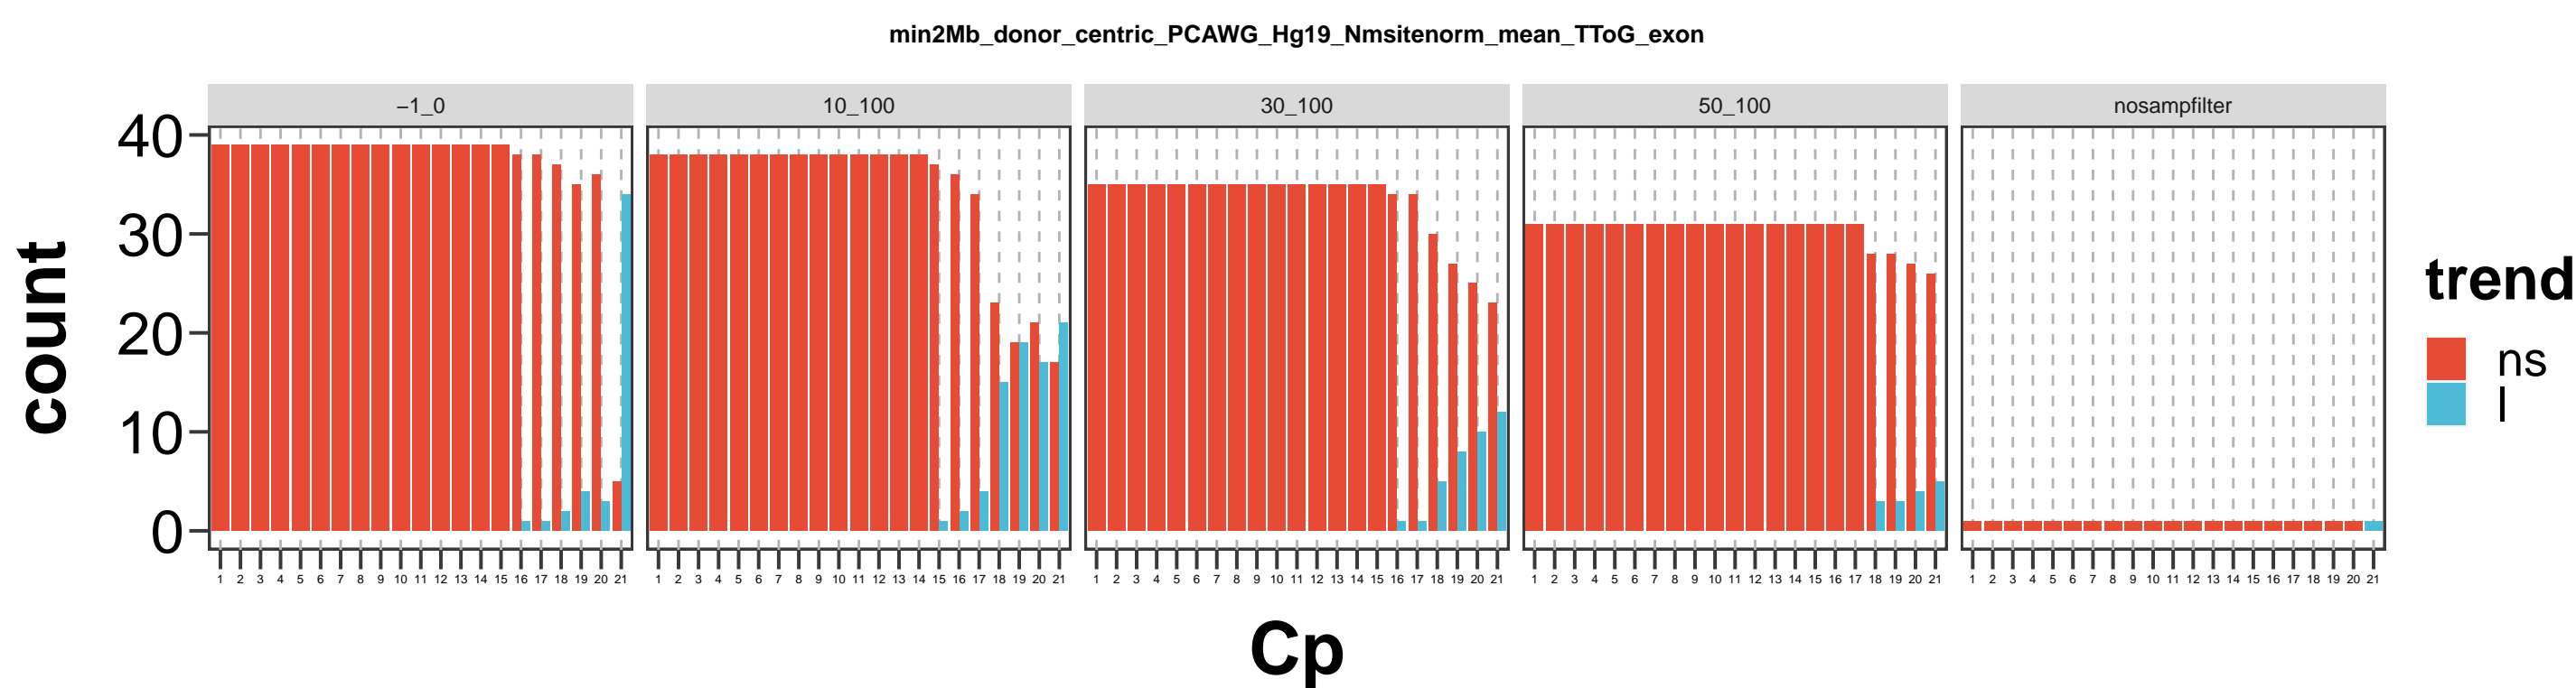 min2Mb_donor_centric_PCAWG_Hg19_Nmsitenorm_mean_TToG_exon
−1_0 10_100 30_100 50_100 nosampfilter
40
30
20
10
0
count
1 2 3 4 5 6 7 8 9 10 11 12 13 14 15 16 17 18 19 20 21 1 2 3 4 5 6 7 8 9 10 11 12 13 14 15 16 17 18 19 20 21 1 2 3 4 5 6 7 8 9 10 11 12 13 14 15 16 17 18 19 20 21 1 2 3 4 5 6 7 8 9 10 11 12 13 14 15 16 17 18 19 20 21 1 2 3 4 5 6 7 8 9 10 11 12 13 14 15 16 17 18 19 20 21
Cp
trend
ns
l